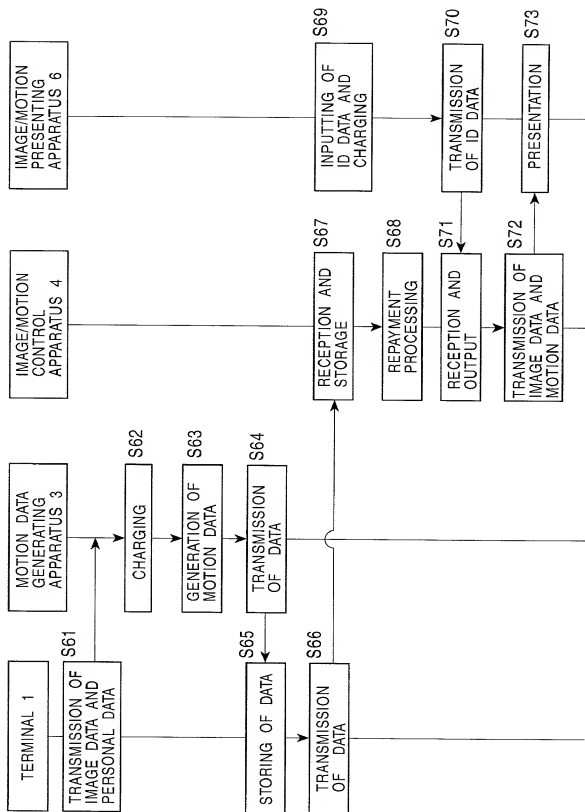 TERMINAL 1
MOTION DATA
GENERATING
APPARATUS 3
IMAGE/MOTION
CONTROL
APPARATUS 4
IMAGE/MOTION
PRESENTING
APPARATUS 6
S61
TRANSMISSION OF
IMAGE DATA AND
PERSONAL DATA
S62
CHARGING
S63
GENERATION OF
MOTION DATA
S64
TRANSMISSION
OF DATA
S65
STORING OF DATA
S66
TRANSMISSION
OF DATA
S67
RECEPTION AND
STORAGE
S68
REPAYMENT
PROCESSING
S69
INPUTTING OF
ID DATA AND
CHARGING
S70
TRANSMISSION
OF ID DATA
S71
RECEPTION AND
OUTPUT
S72
TRANSMISSION OF
IMAGE DATA AND
MOTION DATA
S73
PRESENTATION